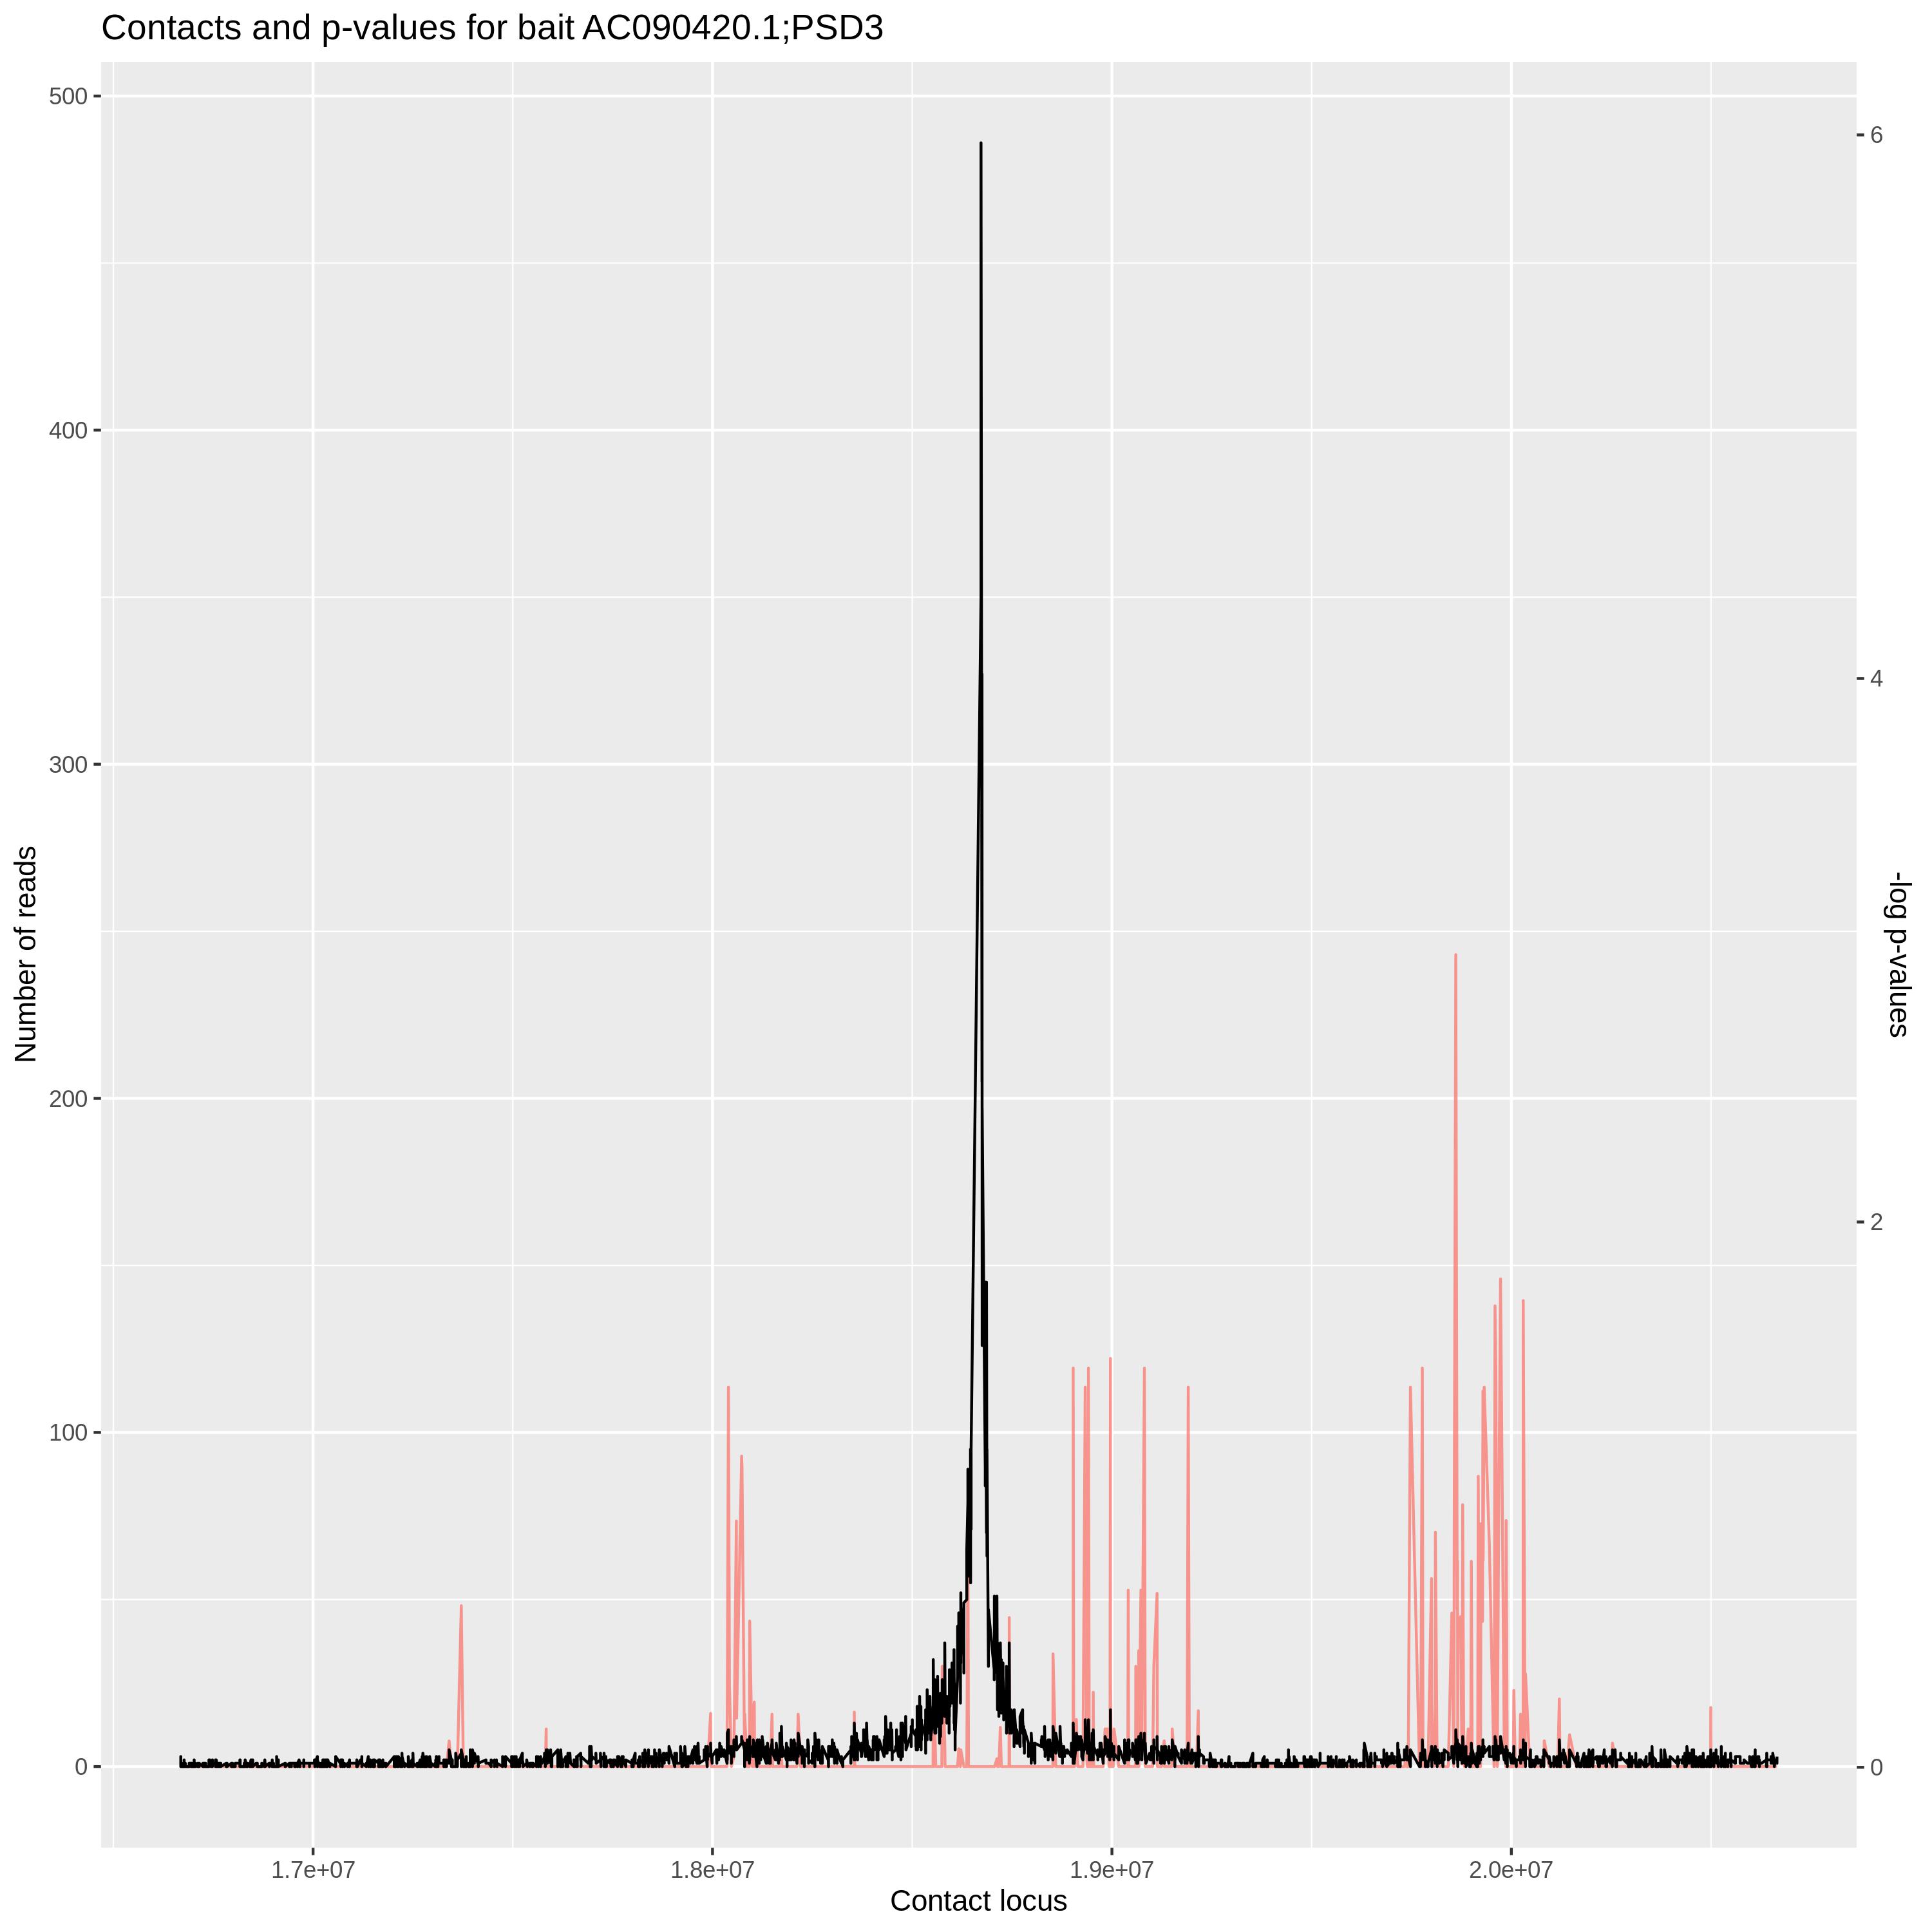 Contacts and p-values for bait AC090420.1;PSD3
500
400
300
200
100
0
Number of reads
6
4
2
0
-log p-values
1.7e+07
1.8e+07
1.9e+07
2.0e+07
Contact locus